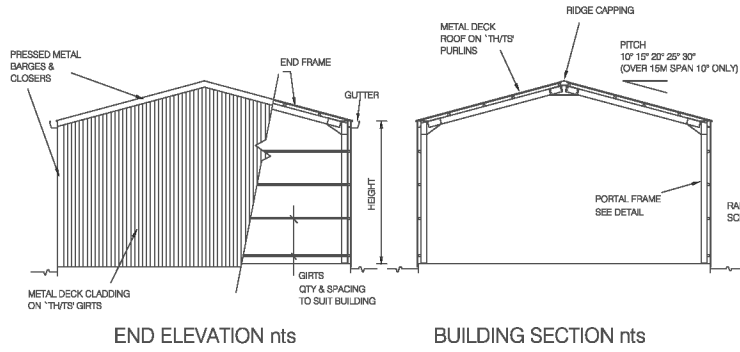 PRESSED METAL
BARGES &
CLOSERS
END FRAME
GUTTER
HEIGHT
GIRTS
QTY & SPACING
TO SUIT BUILDING
METAL DECK CLADDING
ON `TH/TS' GIRTS
END ELEVATION nts
RIDGE CAPPING
METAL DECK
ROOF ON `TH/TS'
PURLINS
PITCH
10° 15° 20° 25° 30°
(OVER 15M SPAN 10° ONLY)
PORTAL FRAME
SEE DETAIL
BUILDING SECTION nts